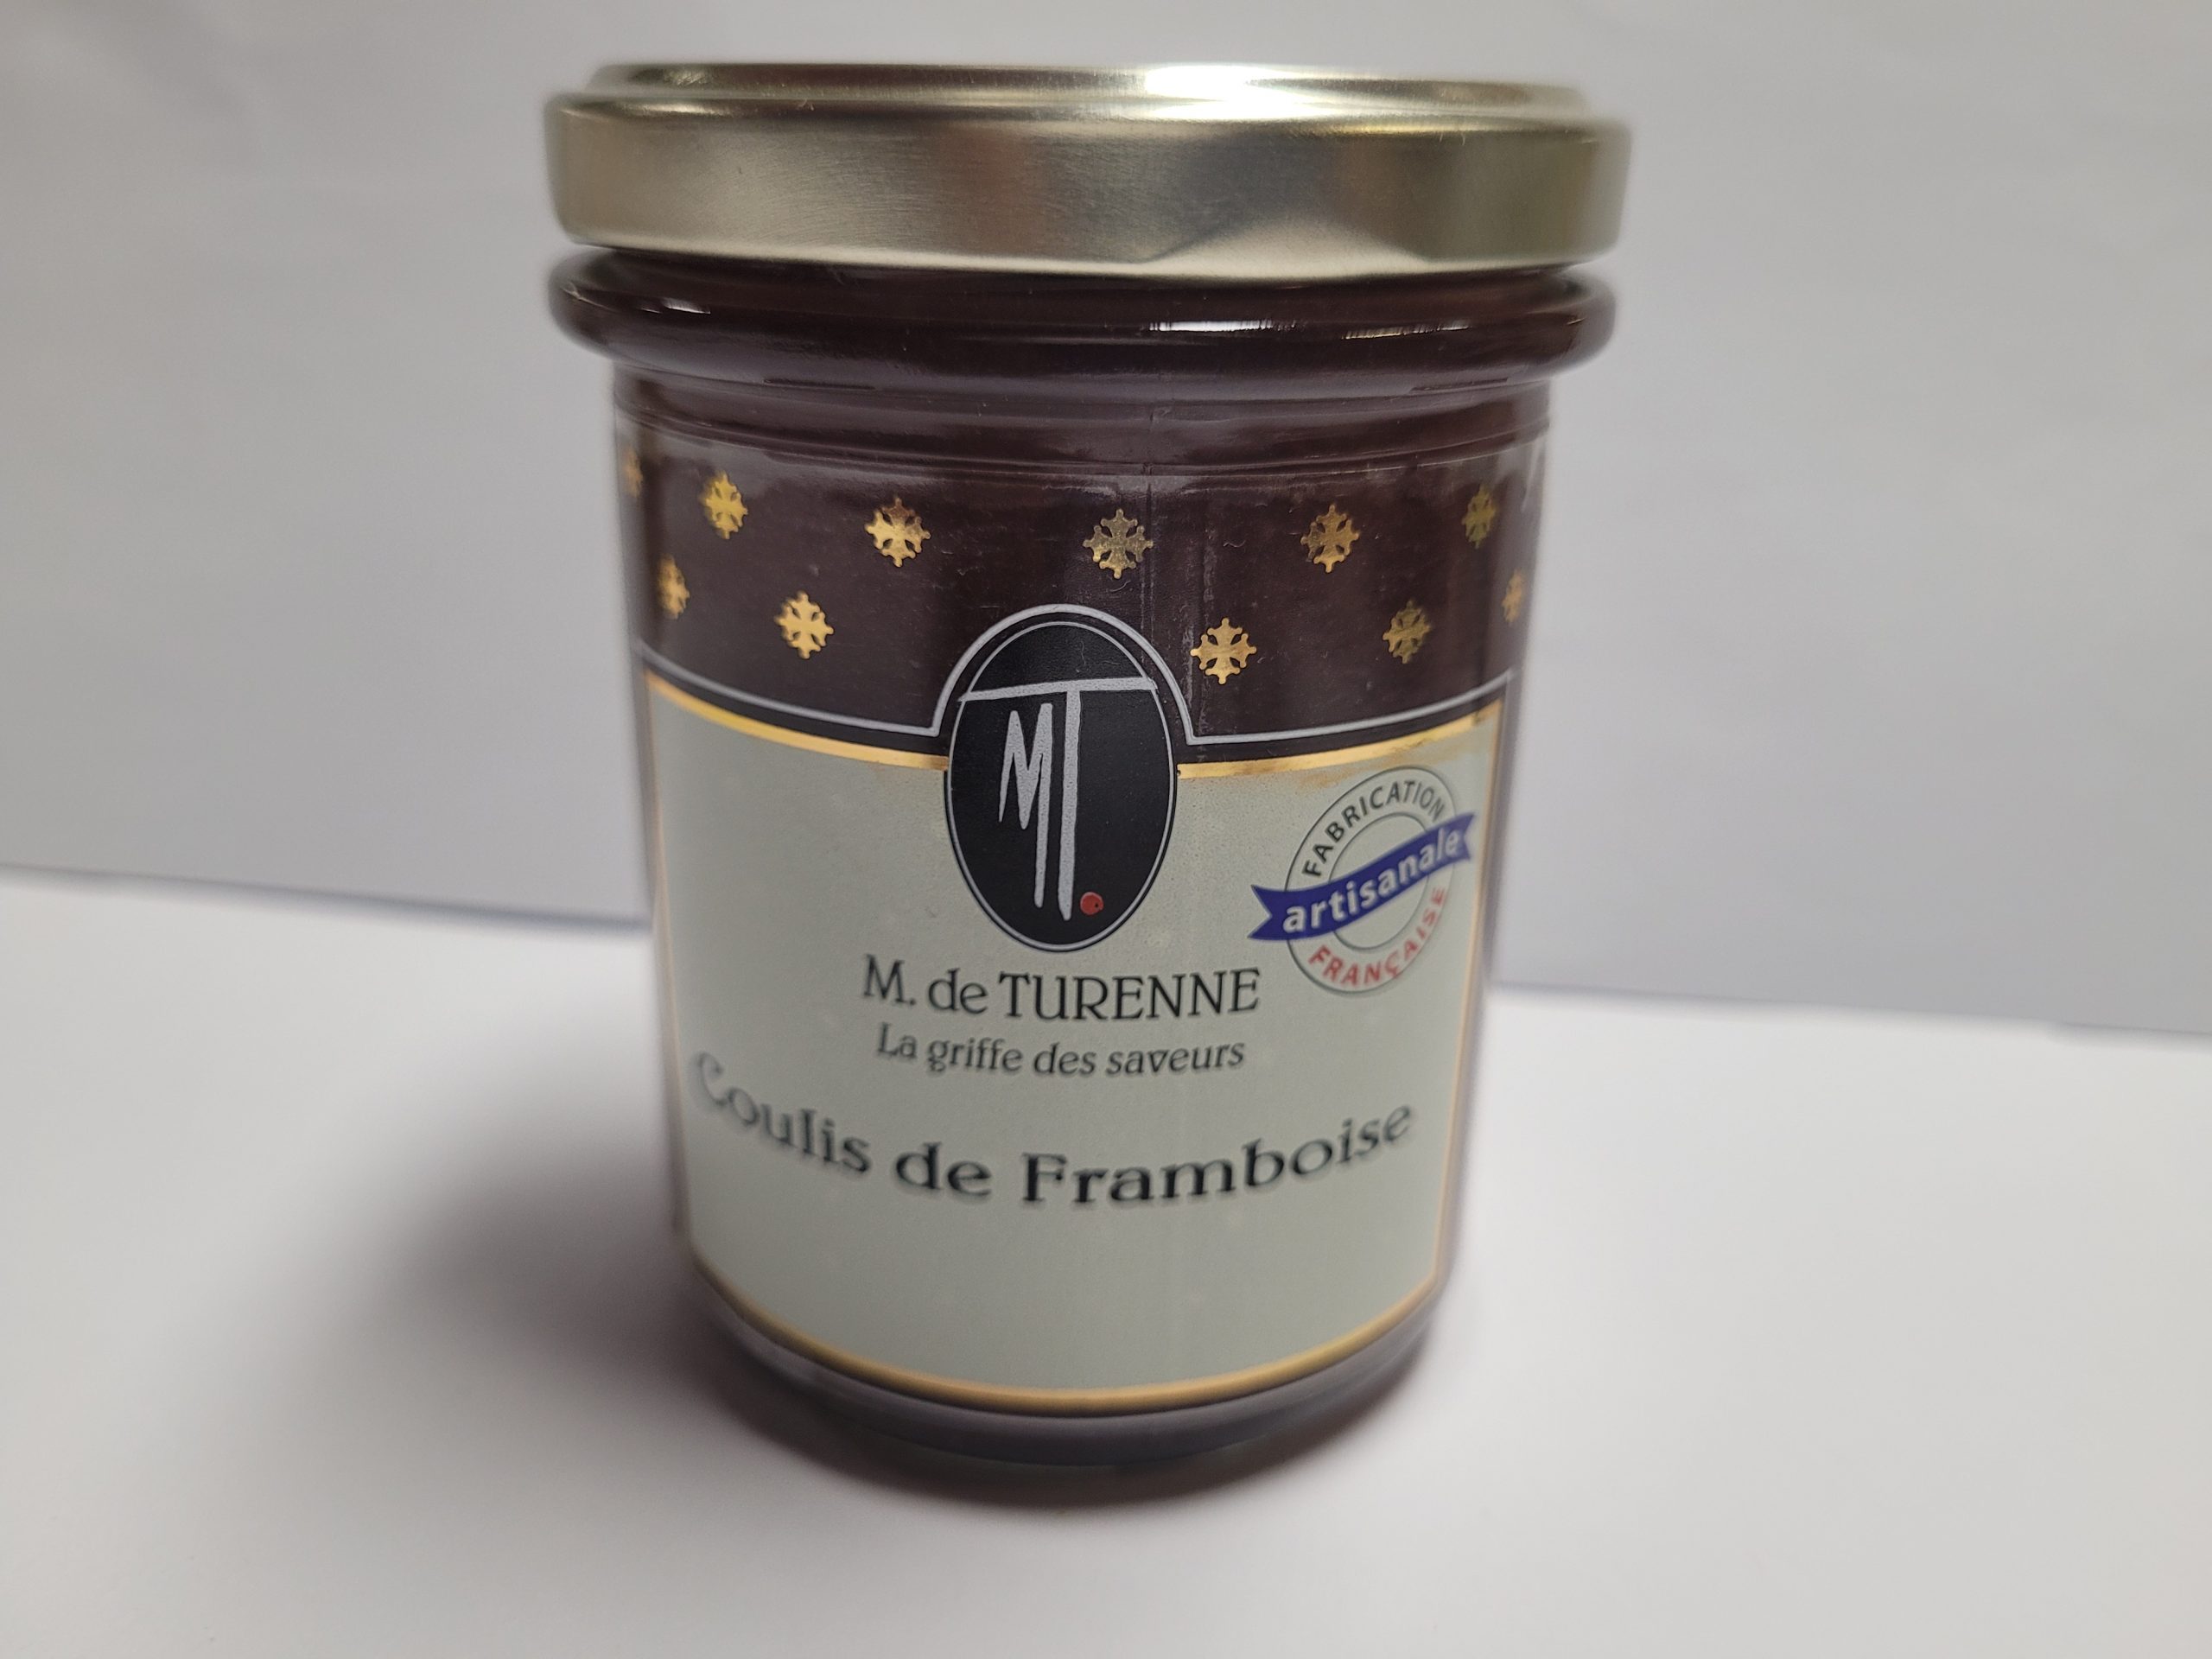 MT.
FABRICATION
artisanale
FRANÇAISE
M. de TURENNE
La griffe des saveurs
Coulis de Framboise